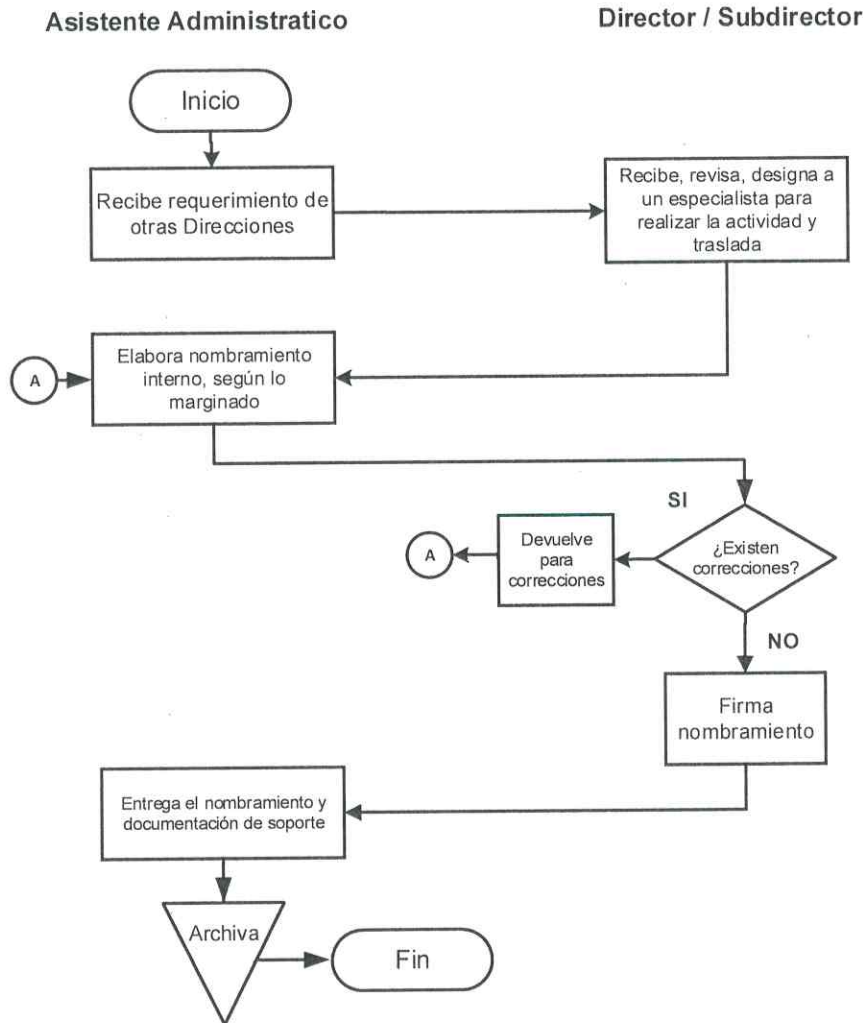 Asistente Administratico
Director / Subdirector
Inicio
Recibe requerimiento de
otras Direcciones
Recibe, revisa, designa a
un especialista para
realizar la actividad y
traslada
A
Elabora nombramiento
interno, según lo
marginado
SI
¿Existen
correcciones?
Devuelve
para
correcciones
A
NO
Firma
nombramiento
Entrega el nombramiento y
documentación de soporte
Archiva
Fin